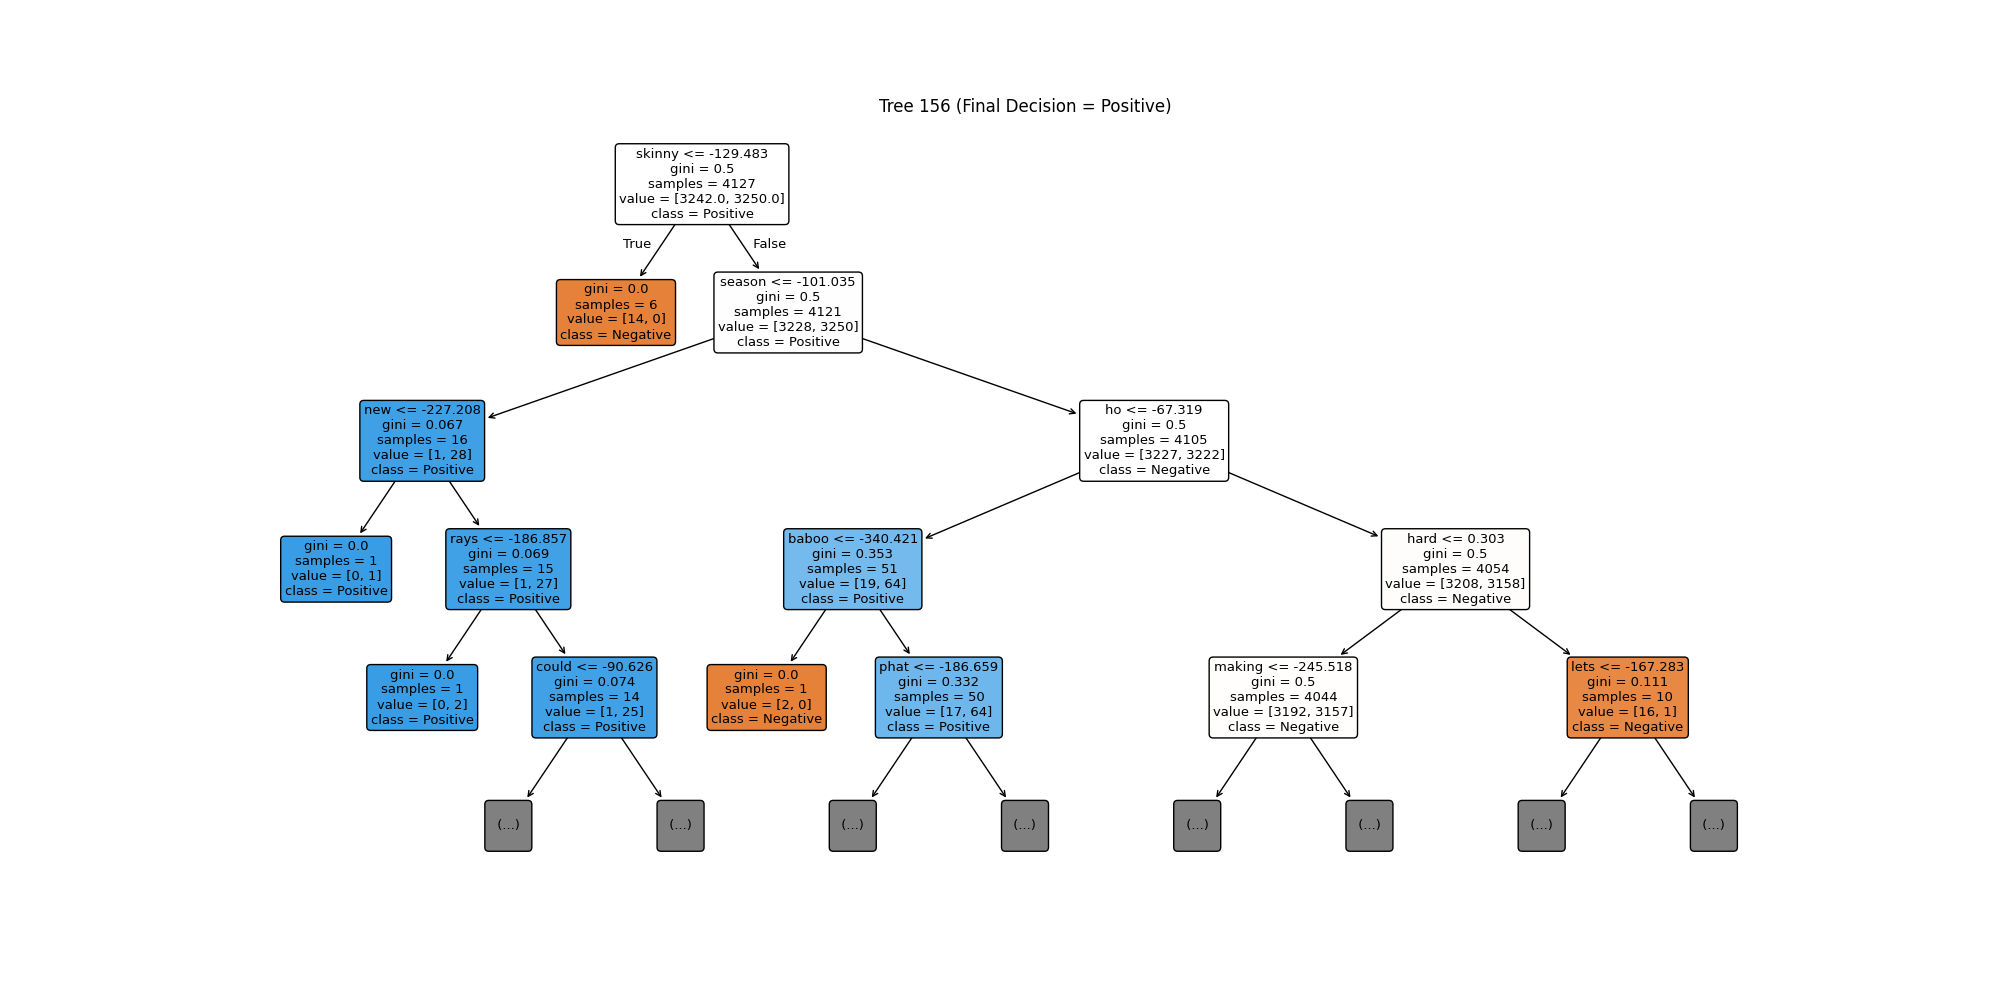 Tree 156 (Final Decision = Positive)
skinny <= -129.483
gini = 0.5
samples = 4127
value = [3242.0, 3250.0]
class = Positive
True
False
gini = 0.0
samples = 6
value = [14, 0]
class = Negative
season <= -101.035
gini = 0.5
samples = 4121
value = [3228, 3250]
class = Positive
new <= -227.208
gini = 0.067
samples = 16
value = [1, 28]
class = Positive
ho <= -67.319
gini = 0.5
samples = 4105
value = [3227, 3222]
class = Negative
gini = 0.0
samples = 1
value = [0, 1]
class = Positive
rays <= -186.857
gini = 0.069
samples = 15
value = [1, 27]
class = Positive
baboo <= -340.421
gini = 0.353
samples = 51
value = [19, 64]
class = Positive
hard <= 0.303
gini = 0.5
samples = 4054
value = [3208, 3158]
class = Negative
gini = 0.0
samples = 1
value = [0, 2]
class = Positive
could <= -90.626
gini = 0.074
samples = 14
value = [1, 25]
class = Positive
gini = 0.0
samples = 1
value = [2, 0]
class = Negative
phat <= -186.659
gini = 0.332
samples = 50
value = [17, 64]
class = Positive
making <= -245.518
gini = 0.5
samples = 4044
value = [3192, 3157]
class = Negative
lets <= -167.283
gini = 0.111
samples = 10
value = [16, 1]
class = Negative
(...)
(...)
(...)
(...)
(...)
(...)
(...)
(...)